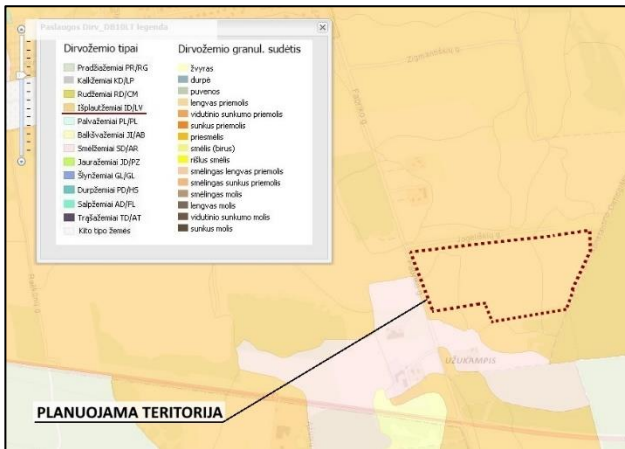 Paslaugos Dirv_DB10LT legenda
Dirvožemio tipai
Pradžiažemiai PR/RG
Kalkžemiai KD/LP
Rudžemiai RD/CM
Išplautžemiai ID/LV
Palvažemiai PL/PL
Balkšvažemiai JI/AB
Smėlžemiai SD/AR
Jauražemiai JD/PZ
Šlynžemiai GL/GL
Durpžemiai PD/HS
Salpžemiai AD/FL
Trąšažemiai TD/AT
Kito tipo žemės
Dirvožemio granul. sudėtis
žvyras
durpė
puvenos
lengvas priemolis
vidutinio sunkumo priemolis
sunkus priemolis
priesmėlis
smėlis (birus)
rišlus smėlis
smėlingas lengvas priemolis
smėlingas sunkus priemolis
smėlingas molis
lengvas molis
vidutinio sunkumo molis
sunkus molis
UŽUKAMPIS
PLANUOJAMA TERITORIJA